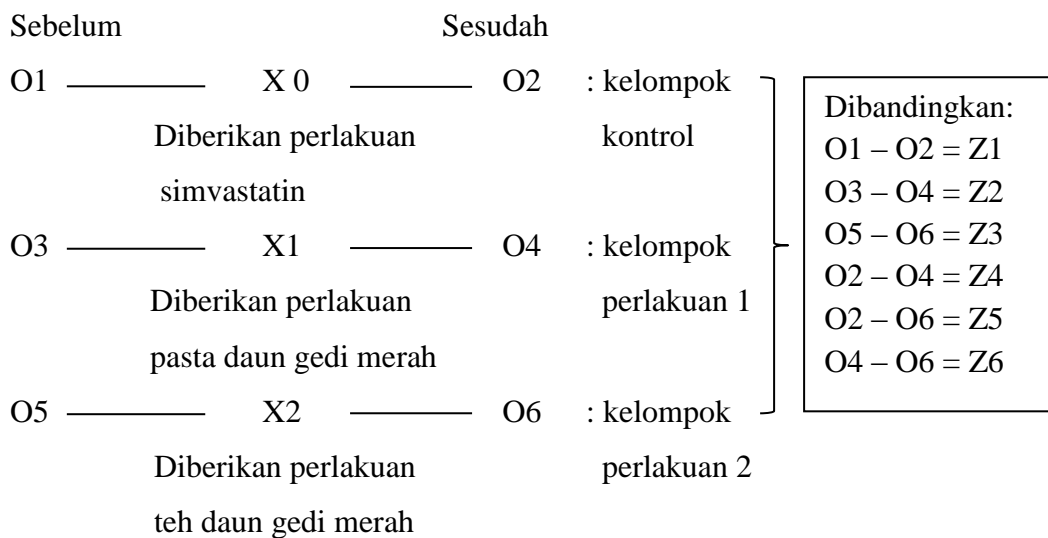 Sebelum Sesudah
O1 X 0 O2 : kelompok
Diberikan perlakuan kontrol
simvastatin
O3 X1 O4 : kelompok
Diberikan perlakuan perlakuan 1
pasta daun gedi merah
O5 X2 O6 : kelompok
Diberikan perlakuan perlakuan 2
teh daun gedi merah
Dibandingkan:
O1 – O2 = Z1
O3 – O4 = Z2
O5 – O6 = Z3
O2 – O4 = Z4
O2 – O6 = Z5
O4 – O6 = Z6